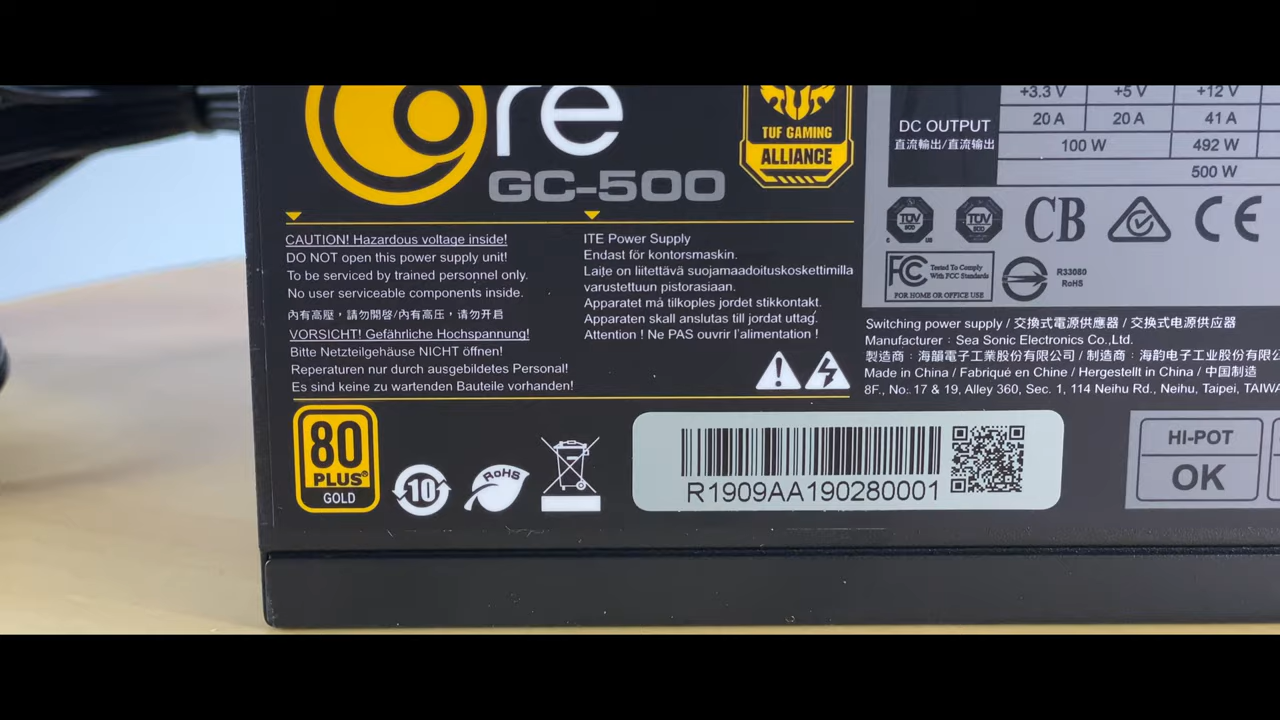 re
GC-500
TUF GAMING
ALLIANCE
CAUTION! Hazardous voltage inside!
DO NOT open this power supply unit!
To be serviced by trained personnel only.
No user serviceable components inside.
內有高壓，請勿開啓/内有高压，请勿开启
VORSICHT! Gefährliche Hochspannung!
Bitte Netzteilgehäuse NICHT öffnen!
Reperaturen nur durch ausgebildetes Personal!
Es sind keine zu wartenden Bauteile vorhanden!
ITE Power Supply
Endast för kontorsmaskin.
Laite on liitettävä suojamaadoituskoskettimilla
varustettuun pistorasiaan.
Apparatet må tilkoples jordet stikkontakt.
Apparaten skall anslutas till jordat uttag.
Attention ! Ne PAS ouvrir l'alimentation !
80
PLUS®
GOLD
10
RoHS
R1909AA190280001
+3.3 V +5 V +12 V
DC OUTPUT 20 A 20 A 41 A
直流輸出/直流输出 100 W 492 W
500 W
TÜV
SÜD
C US
TÜV
SÜD
CB
CE
FC Tested To Comply
With FCC Standards
FOR HOME OR OFFICE USE
R33080
RoHS
Switching power supply / 交換式電源供應器 / 交换式电源供应器
Manufacturer : Sea Sonic Electronics Co.,Ltd.
製造商 : 海韻電子工業股份有限公司 / 制造商 : 海韵电子工业股份有限
Made in China / Fabriqué en Chine / Hergestellt in China / 中国制造
8F., No. 17 & 19, Alley 360, Sec. 1, 114 Neihu Rd., Neihu, Taipei, TAIWA
HI-POT
OK